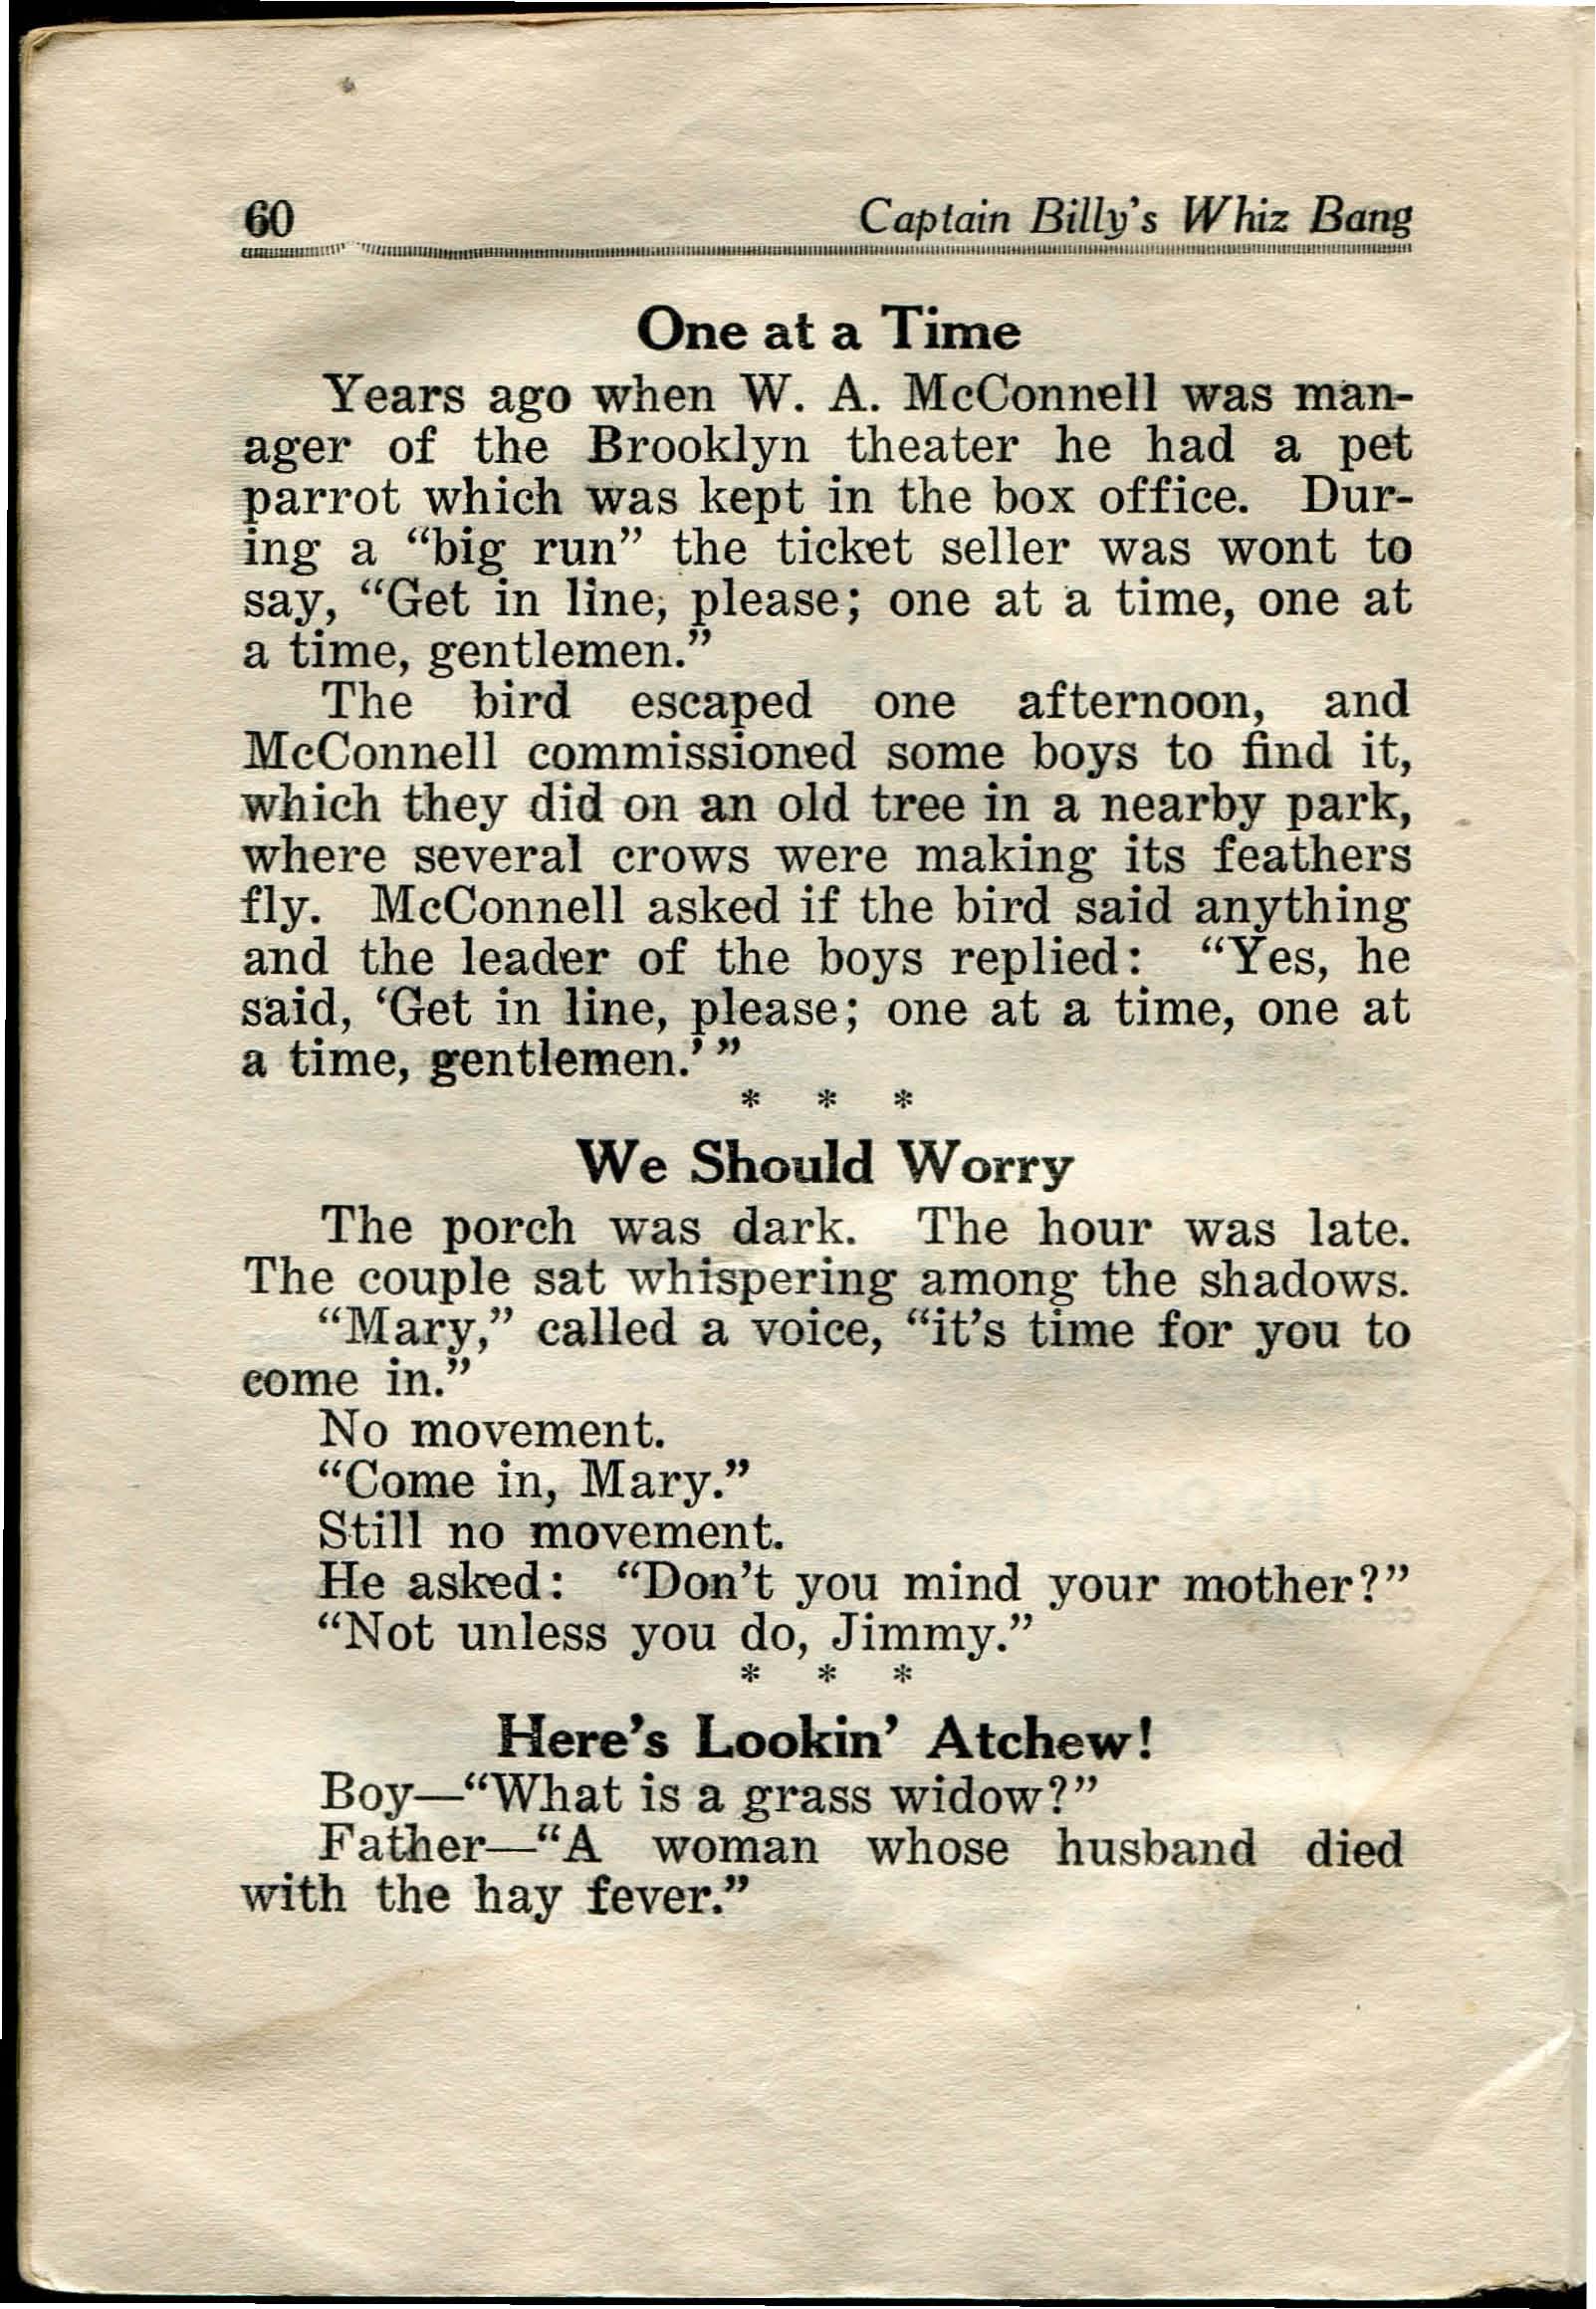 60 Captain Billy's Whiz Bang
One at a Time
Years ago when W. A. McConnell was man-
ager of the Brooklyn theater he had a pet
parrot which was kept in the box office. Dur-
ing a “big run” the ticket seller was wont to
say, “Get in line, please; one at a time, one at
a time, gentlemen.”
The bird escaped one afternoon, and
McConnell commissioned some boys to find it,
which they did on an old tree in a nearby park,
where several crows were making its feathers
fly. McConnell asked if the bird said anything
and the leader of the boys replied: “Yes, he
said, ‘Get in line, please; one at a time, one at
a time, gentlemen.’”
* * *
We Should Worry
The porch was dark. The hour was late.
The couple sat whispering among the shadows.
“Mary,” called a voice, “it's time for you to
come in.”
No movement.
“Come in, Mary.”
Still no movement.
He asked: “Don't you mind your mother?”
“Not unless you do, Jimmy.”
* * *
Here's Lookin' Atchew!
Boy—“What is a grass widow?”
Father—“A woman whose husband died
with the hay fever.”